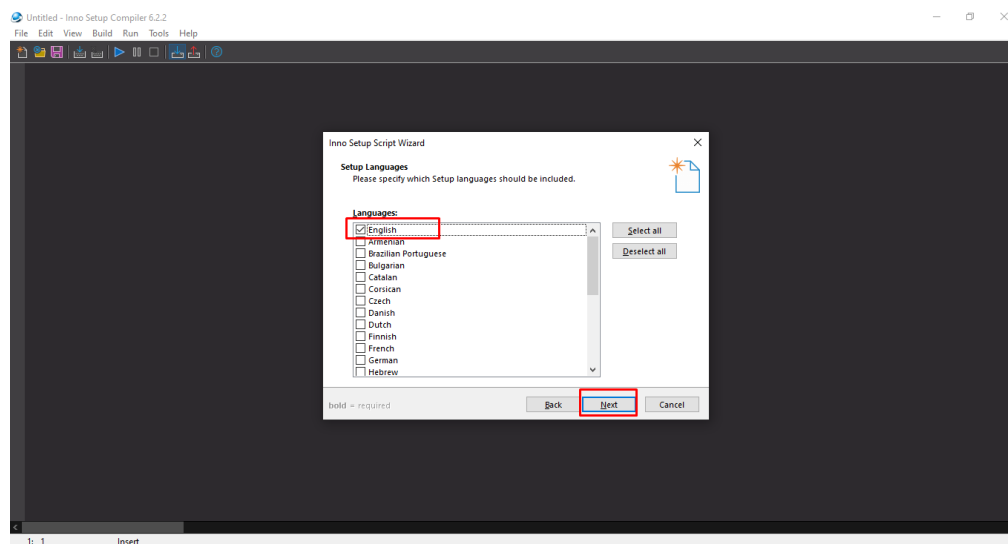 Untitled - Inno Setup Compiler 6.2.2
File Edit View Build Run Tools Help
Inno Setup Script Wizard
Setup Languages
Please specify which Setup languages should be included.
Languages:
English
Armenian
Brazilian Portuguese
Bulgarian
Catalan
Corsican
Czech
Danish
Dutch
Finnish
French
German
Hebrew
Select all
Deselect all
bold = required
Back Next Cancel
1: 1 Insert